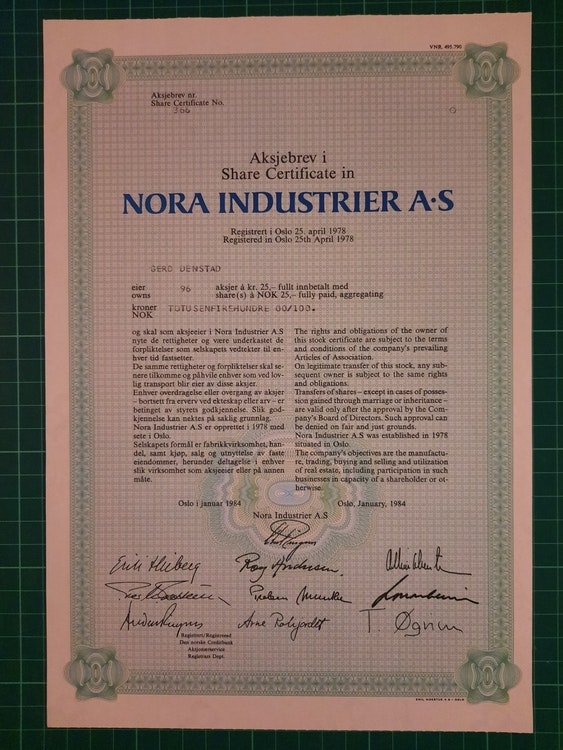 VNR. 495.790
Aksjebrev nr.
Share Certificate No.
366
0
Aksjebrev i
Share Certificate in
NORA INDUSTRIER A·S
Registrert i Oslo 25. april 1978
Registered in Oslo 25th April 1978
GERD DENSTAD
eier 96 aksjer à kr. 25,– fullt innbetalt med
owns share(s) à NOK 25,– fully paid, aggregating
kroner
NOK TOTUSENFIREHUNDRE 00/100.
og skal som aksjeeier i Nora Industrier A.S
nyte de rettigheter og være underkastet de
forpliktelser som selskapets vedtekter til en-
hver tid fastsetter.
De samme rettigheter og forpliktelser skal se-
nere tilkomme og påhvile enhver som ved lov-
lig transport blir eier av disse aksjer.
Enhver overdragelse eller overgang av aksjer
– bortsett fra erverv ved ekteskap eller arv – er
betinget av styrets godkjennelse. Slik god-
kjennelse kan nektes på saklig grunnlag.
Nora Industrier A.S er opprettet i 1978 med
sete i Oslo.
Selskapets formål er fabrikkvirksomhet, han-
del, samt kjøp, salg og utnyttelse av faste
eiendommer, herunder deltagelse i enhver
slik virksomhet som aksjeeier eller på annen
måte.
The rights and obligations of the owner of
this stock certificate are subject to the terms
and conditions of the company's prevailing
Articles of Association.
On legitimate transfer of this stock, any sub-
sequent owner is subject to the same rights
and obligations.
Transfers of shares – except in cases of posses-
sion gained through marriage or inheritance –
are valid only after the approval by the Com-
pany's Board of Directors. Such approval can
be denied on fair and just grounds.
Nora Industrier A.S was established in 1978
situated in Oslo.
The company's objectives are the manufactu-
re, trading, buying and selling and utilization
of real estate, including participation in such
businesses in capacity of a shareholder or ot-
herwise.
Oslo i januar 1984
Oslo, January, 1984
Nora Industrier A.S
Roy Andersen
T. Øgrim
Registrert/Registered
Den norske Creditbank
Aksjonærservice
Registrars Dept.
EMIL MOESTUE A·S - OSLO